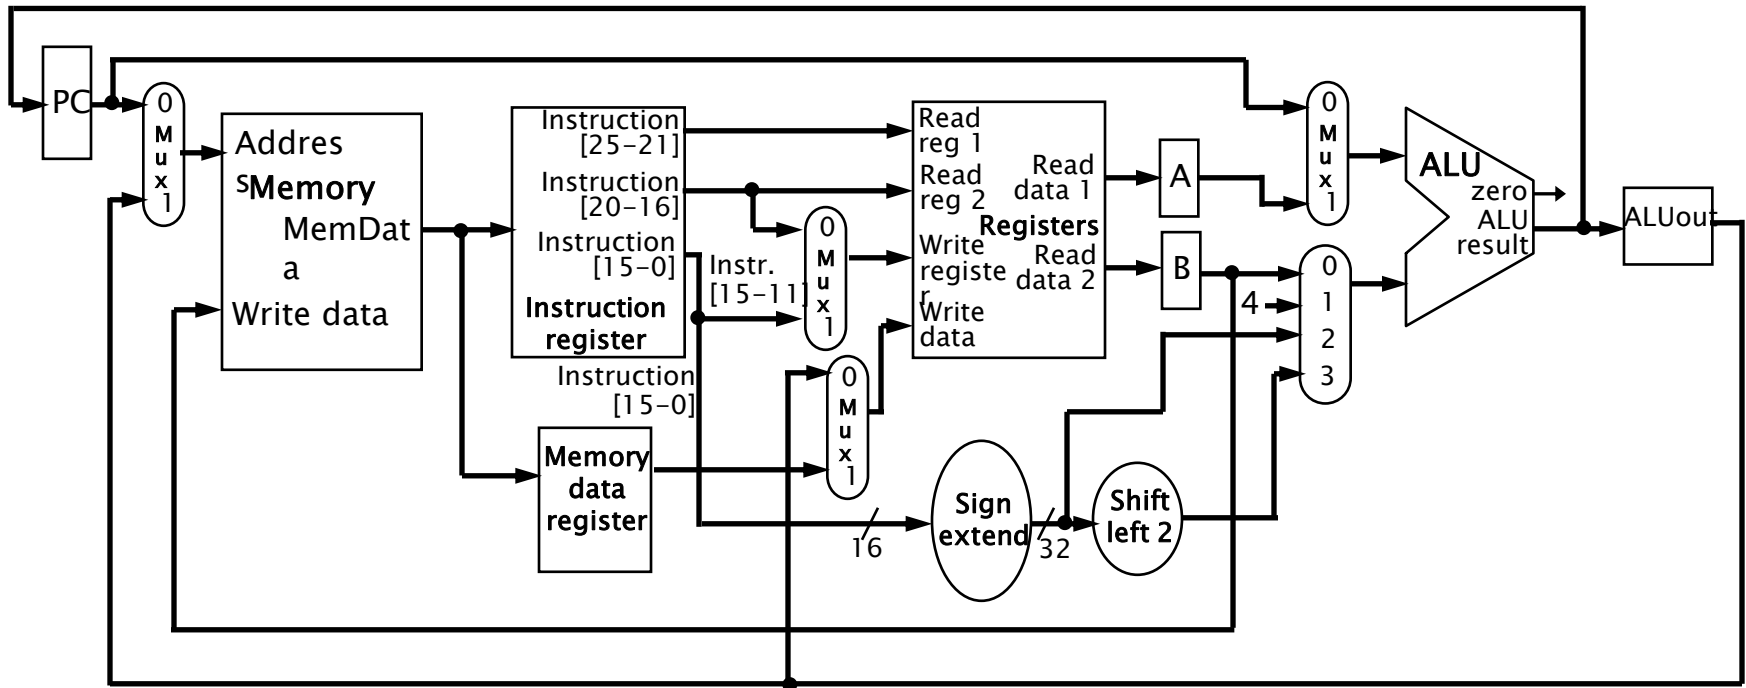 PC
0
M
u
x
1
Addres
s
Memory
MemDat
a
Write data
Instruction
[25-21]
Instruction
[20-16]
Instruction
[15-0]
Instruction
register
Instruction
[15-0]
Instr.
[15-11]
0
M
u
x
1
0
M
u
x
1
Memory
data
register
Read
reg 1
Read
reg 2
Write
registe
r
Write
data
Read
data 1
Registers
Read
data 2
16
Sign
extend
32
Shift
left 2
A
B
4
0
M
u
x
1
0
1
2
3
ALU
zero
ALU
result
ALUout